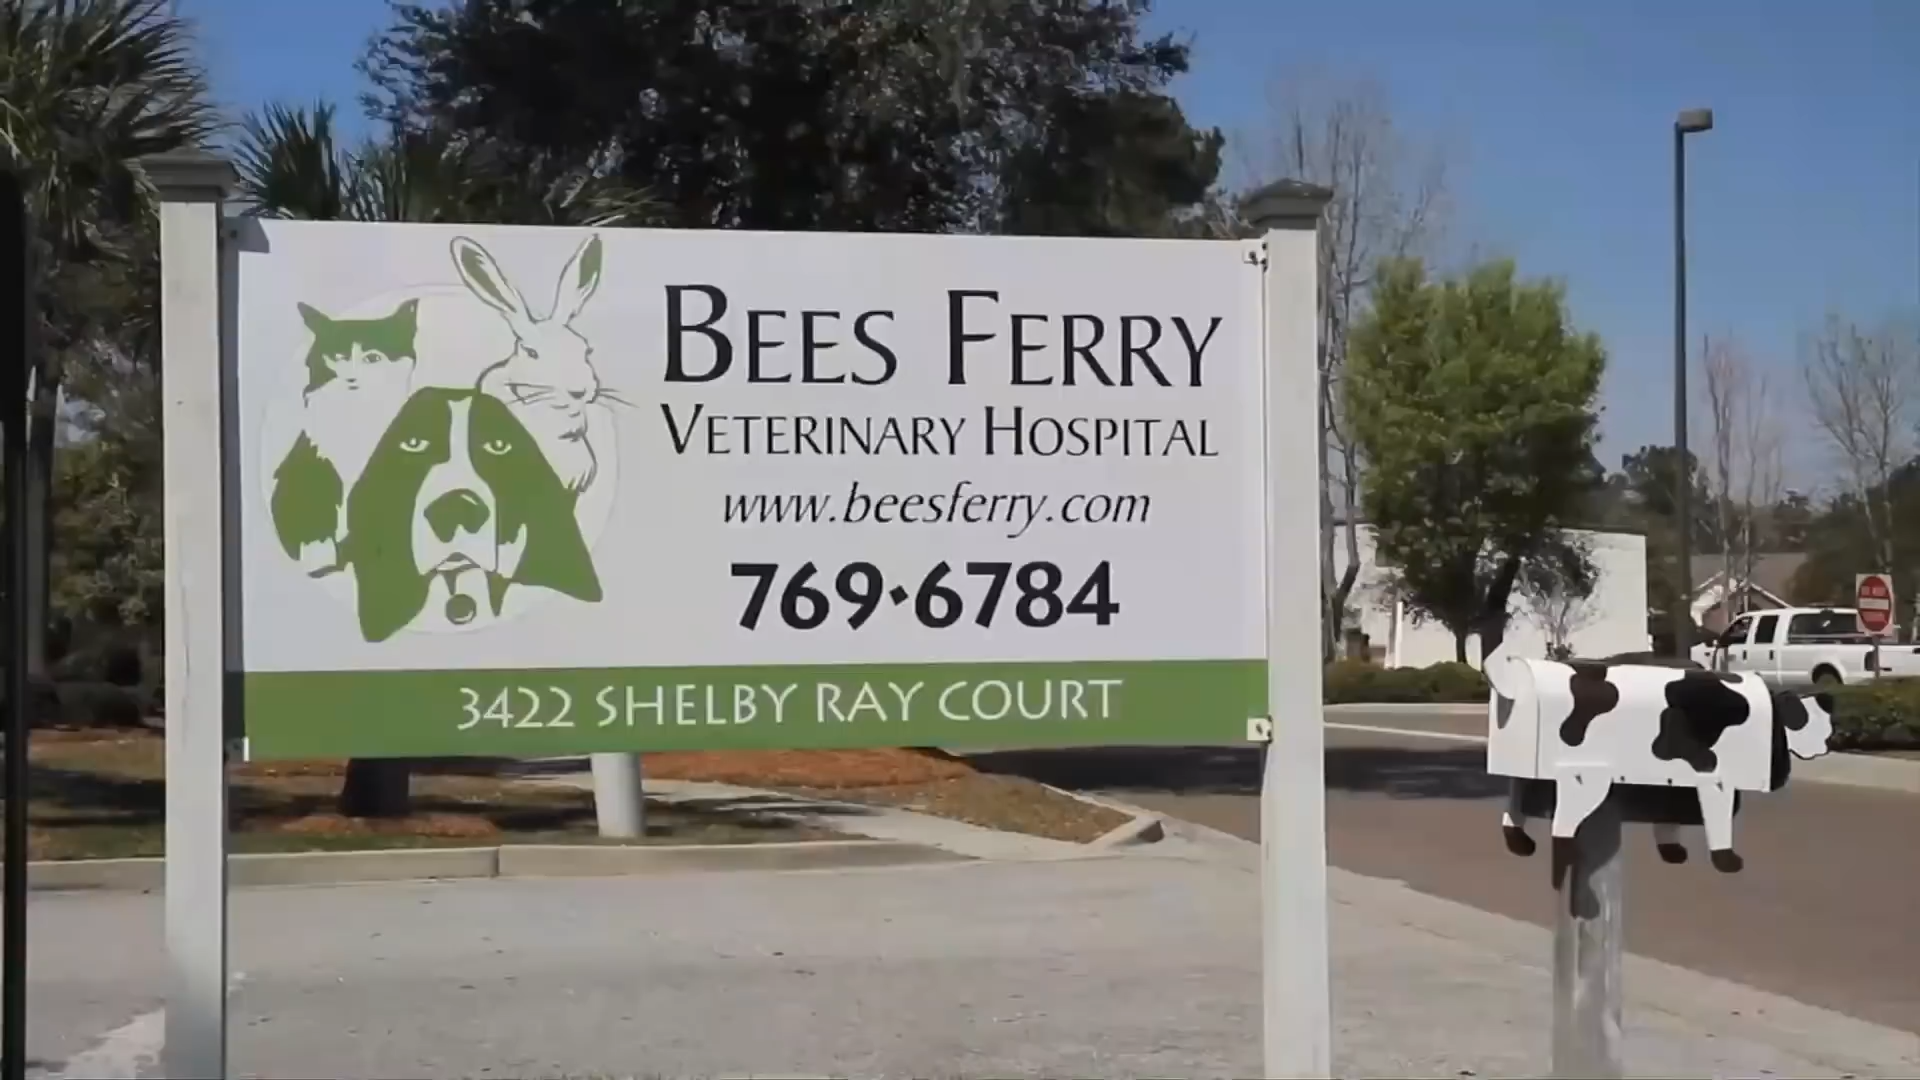 BEES FERRY
VETERINARY HOSPITAL
www.beesferry.com
769·6784
3422 SHELBY RAY COURT